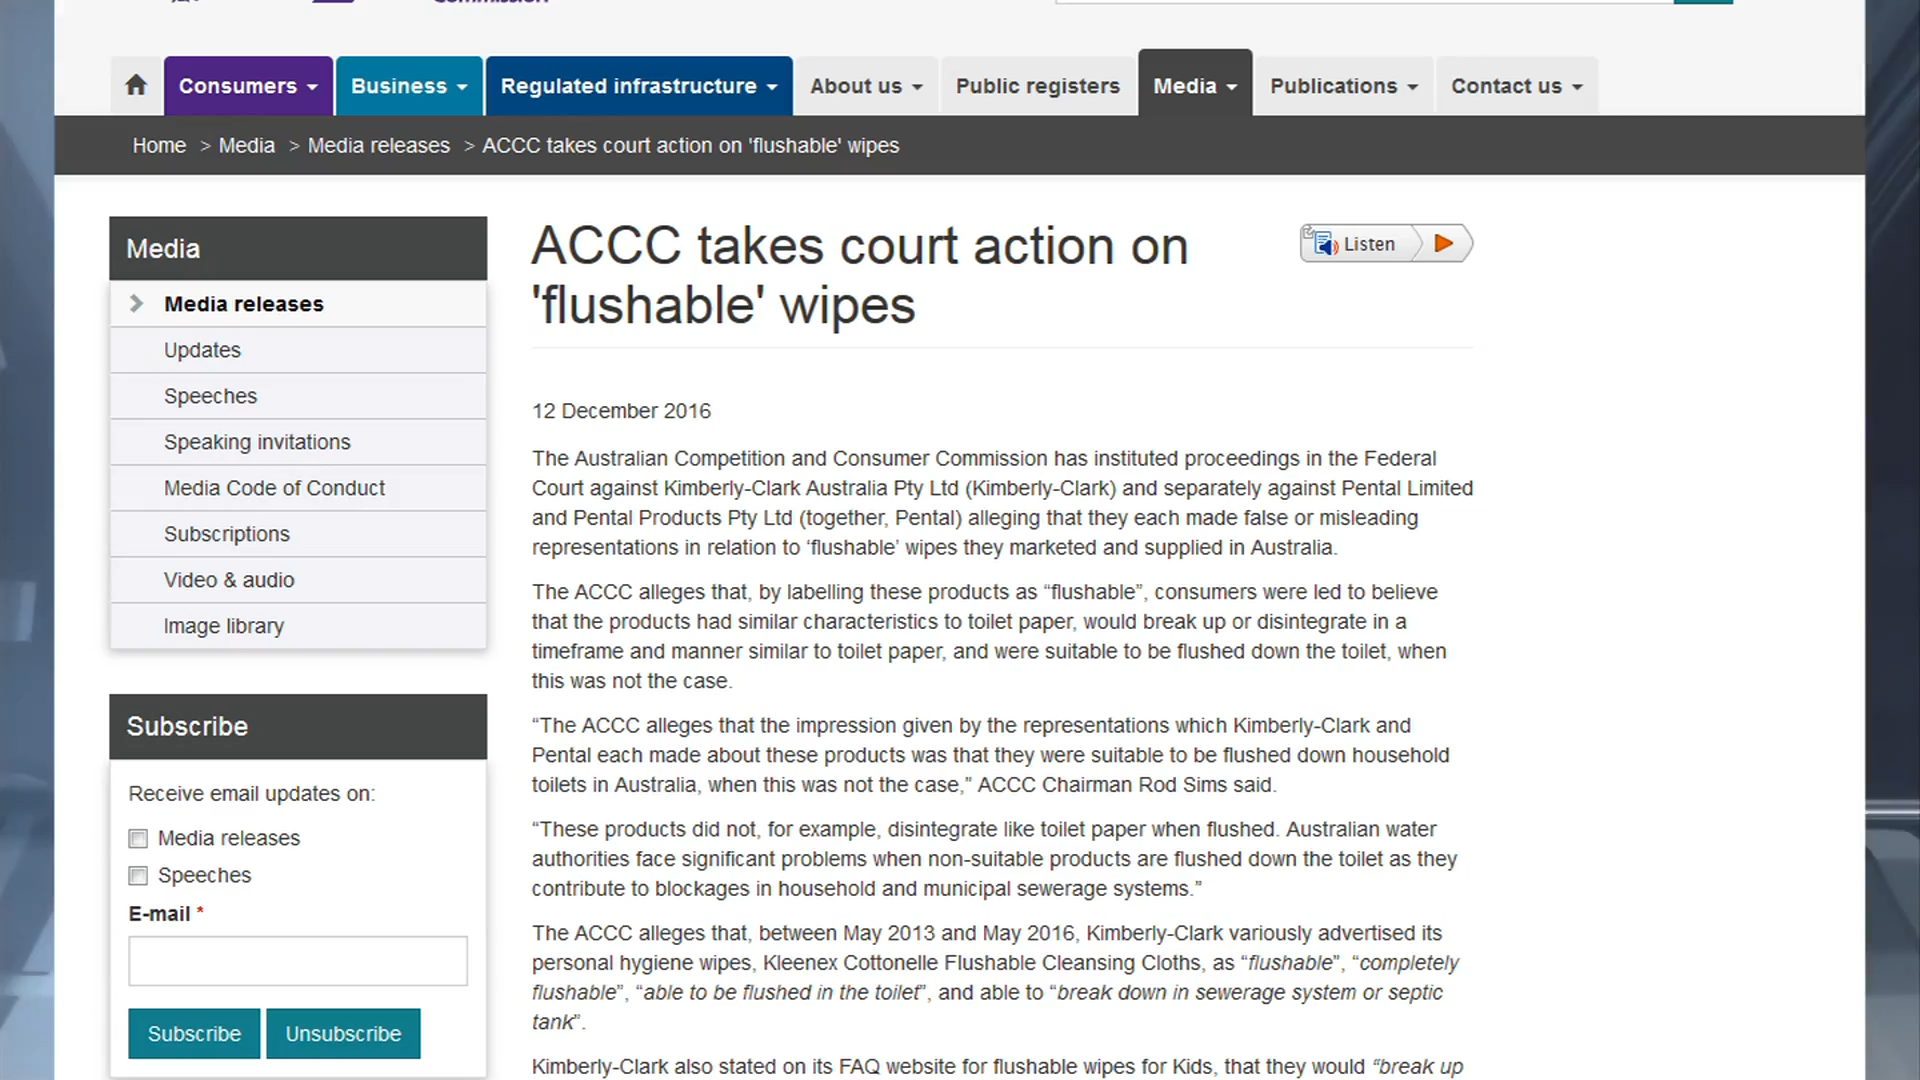 Consumers
Business
Regulated infrastructure
About us
Public registers
Media
Publications
Contact us
Home > Media > Media releases > ACCC takes court action on 'flushable' wipes
Media
Media releases
Updates
Speeches
Speaking invitations
Media Code of Conduct
Subscriptions
Video & audio
Image library
Subscribe
Receive email updates on:
Media releases
Speeches
E-mail *
Subscribe
Unsubscribe
ACCC takes court action on
'flushable' wipes
Listen
12 December 2016
The Australian Competition and Consumer Commission has instituted proceedings in the Federal
Court against Kimberly-Clark Australia Pty Ltd (Kimberly-Clark) and separately against Pental Limited
and Pental Products Pty Ltd (together, Pental) alleging that they each made false or misleading
representations in relation to ‘flushable’ wipes they marketed and supplied in Australia.
The ACCC alleges that, by labelling these products as “flushable”, consumers were led to believe
that the products had similar characteristics to toilet paper, would break up or disintegrate in a
timeframe and manner similar to toilet paper, and were suitable to be flushed down the toilet, when
this was not the case.
“The ACCC alleges that the impression given by the representations which Kimberly-Clark and
Pental each made about these products was that they were suitable to be flushed down household
toilets in Australia, when this was not the case,” ACCC Chairman Rod Sims said.
“These products did not, for example, disintegrate like toilet paper when flushed. Australian water
authorities face significant problems when non-suitable products are flushed down the toilet as they
contribute to blockages in household and municipal sewerage systems.”
The ACCC alleges that, between May 2013 and May 2016, Kimberly-Clark variously advertised its
personal hygiene wipes, Kleenex Cottonelle Flushable Cleansing Cloths, as “flushable”, “completely
flushable”, “able to be flushed in the toilet”, and able to “break down in sewerage system or septic
tank”.
Kimberly-Clark also stated on its FAQ website for flushable wipes for Kids, that they would “break up